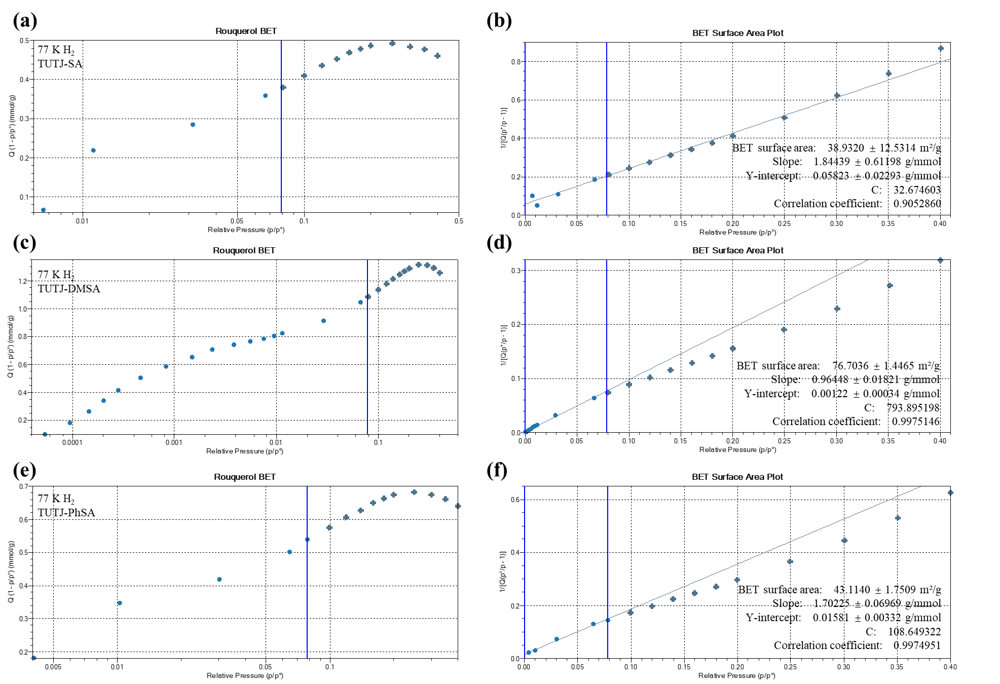 (a)
Rouquerol BET
77 K H₂
TUTJ-SA
Q (1 - p/p°) (mmol/g)
0.5
0.4
0.3
0.2
0.1
0.01
0.05
0.1
0.5
Relative Pressure (p/p°)
(b)
BET Surface Area Plot
1/[Q(p°/p - 1)]
0.8
0.6
0.4
0.2
0.0
BET surface area: 38.9320 ± 12.5314 m²/g
Slope: 1.84439 ± 0.61198 g/mmol
Y-intercept: 0.05823 ± 0.02293 g/mmol
C: 32.674603
Correlation coefficient: 0.9052860
0.00
0.05
0.10
0.15
0.20
0.25
0.30
0.35
0.40
Relative Pressure (p/p°)
(c)
Rouquerol BET
77 K H₂
TUTJ-DMSA
Q (1 - p/p°) (mmol/g)
1.2
1.0
0.8
0.6
0.4
0.2
0.0001
0.001
0.01
0.1
Relative Pressure (p/p°)
(d)
BET Surface Area Plot
1/[Q(p°/p - 1)]
0.3
0.2
0.1
0.0
BET surface area: 76.7036 ± 1.4465 m²/g
Slope: 0.96448 ± 0.01821 g/mmol
Y-intercept: 0.00122 ± 0.00034 g/mmol
C: 793.895198
Correlation coefficient: 0.9975146
0.00
0.05
0.10
0.15
0.20
0.25
0.30
0.35
0.40
Relative Pressure (p/p°)
(e)
Rouquerol BET
77 K H₂
TUTJ-PhSA
Q (1 - p/p°) (mmol/g)
0.7
0.6
0.5
0.4
0.3
0.2
0.005
0.01
0.05
0.1
Relative Pressure (p/p°)
(f)
BET Surface Area Plot
1/[Q(p°/p - 1)]
0.6
0.4
0.2
0.0
BET surface area: 43.1140 ± 1.7509 m²/g
Slope: 1.70225 ± 0.06969 g/mmol
Y-intercept: 0.01581 ± 0.00332 g/mmol
C: 108.649322
Correlation coefficient: 0.9974951
0.00
0.05
0.10
0.15
0.20
0.25
0.30
0.35
0.40
Relative Pressure (p/p°)